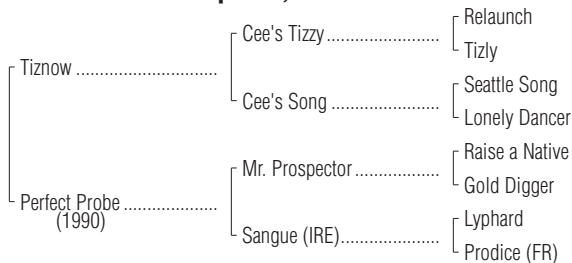 Relaunch
Cee's Tizzy...........................
Tizly
Tiznow .................................
Seattle Song
Cee's Song ..........................
Lonely Dancer
Raise a Native
Mr. Prospector....................
Gold Digger
Perfect Probe ......................
(1990)
Lyphard
Sangue (IRE).......................
Prodice (FR)